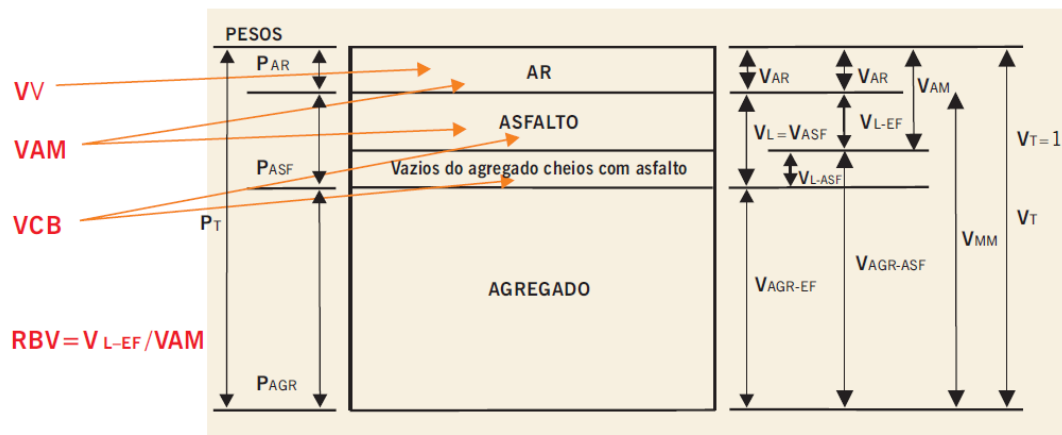 PESOS
PAR
AR
VAR
VAR
VAM
VV
VAM
ASFALTO
VL=VASF
VL-EF
VT=1
PASF
Vazios do agregado cheios com asfalto
VL-ASF
VCB
PT
VT
VMM
VAGR-EF
VAGR-ASF
AGREGADO
RBV=V L-EF/VAM
PAGR